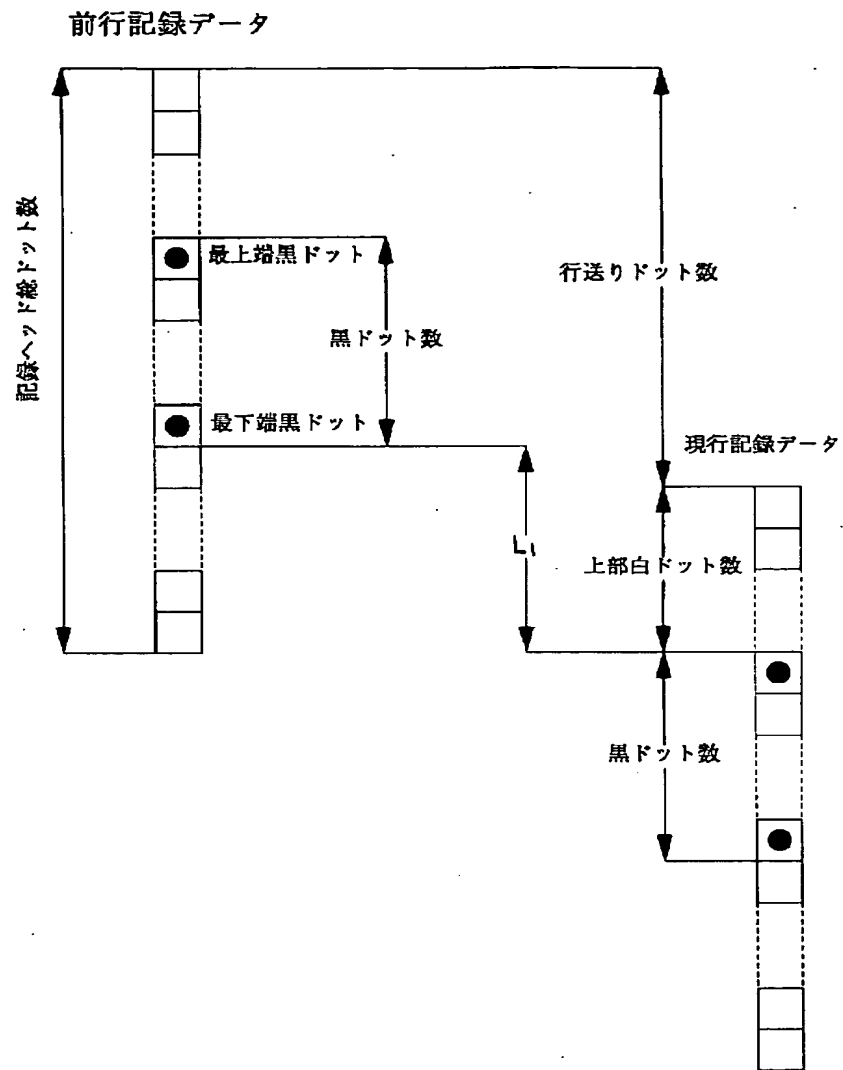 前行記録データ
記録ヘッド総ドット数
最上端黒ドット
行送りドット数
黒ドット数
最下端黒ドット
現行記録データ
L1
上部白ドット数
黒ドット数